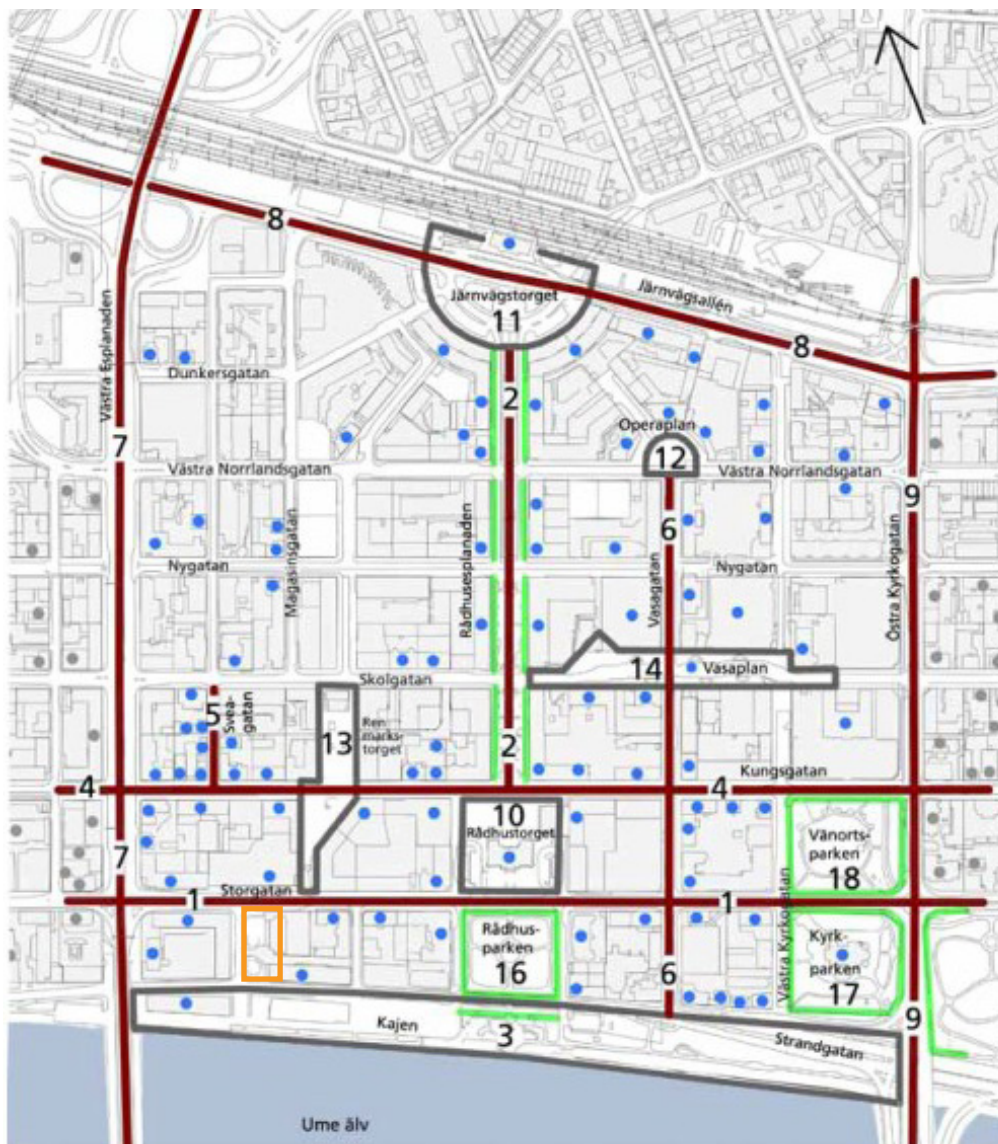 8
Järnvägsallén
Järnvägstorget
11
8
Västra Esplanaden
Dunkersgatan
2
Operaplan
12
7
Västra Norrlandsgatan
Västra Norrlandsgatan
9
6
Magasinsgatan
Nygatan
Rådhusesplanaden
Vasagatan
Nygatan
Östra Kyrkogatan
14
Vasaplan
Skolgatan
5
Svea-
gatan
13
Ren
marks-
torget
2
Kungsgatan
4
4
10
Rådhustorget
Vänorts-
parken
18
7
Storgatan
1
1
Västra Kyrkogatan
Rådhus-
parken
16
Kyrk-
parken
17
6
9
Kajen
3
Strandgatan
Ume älv